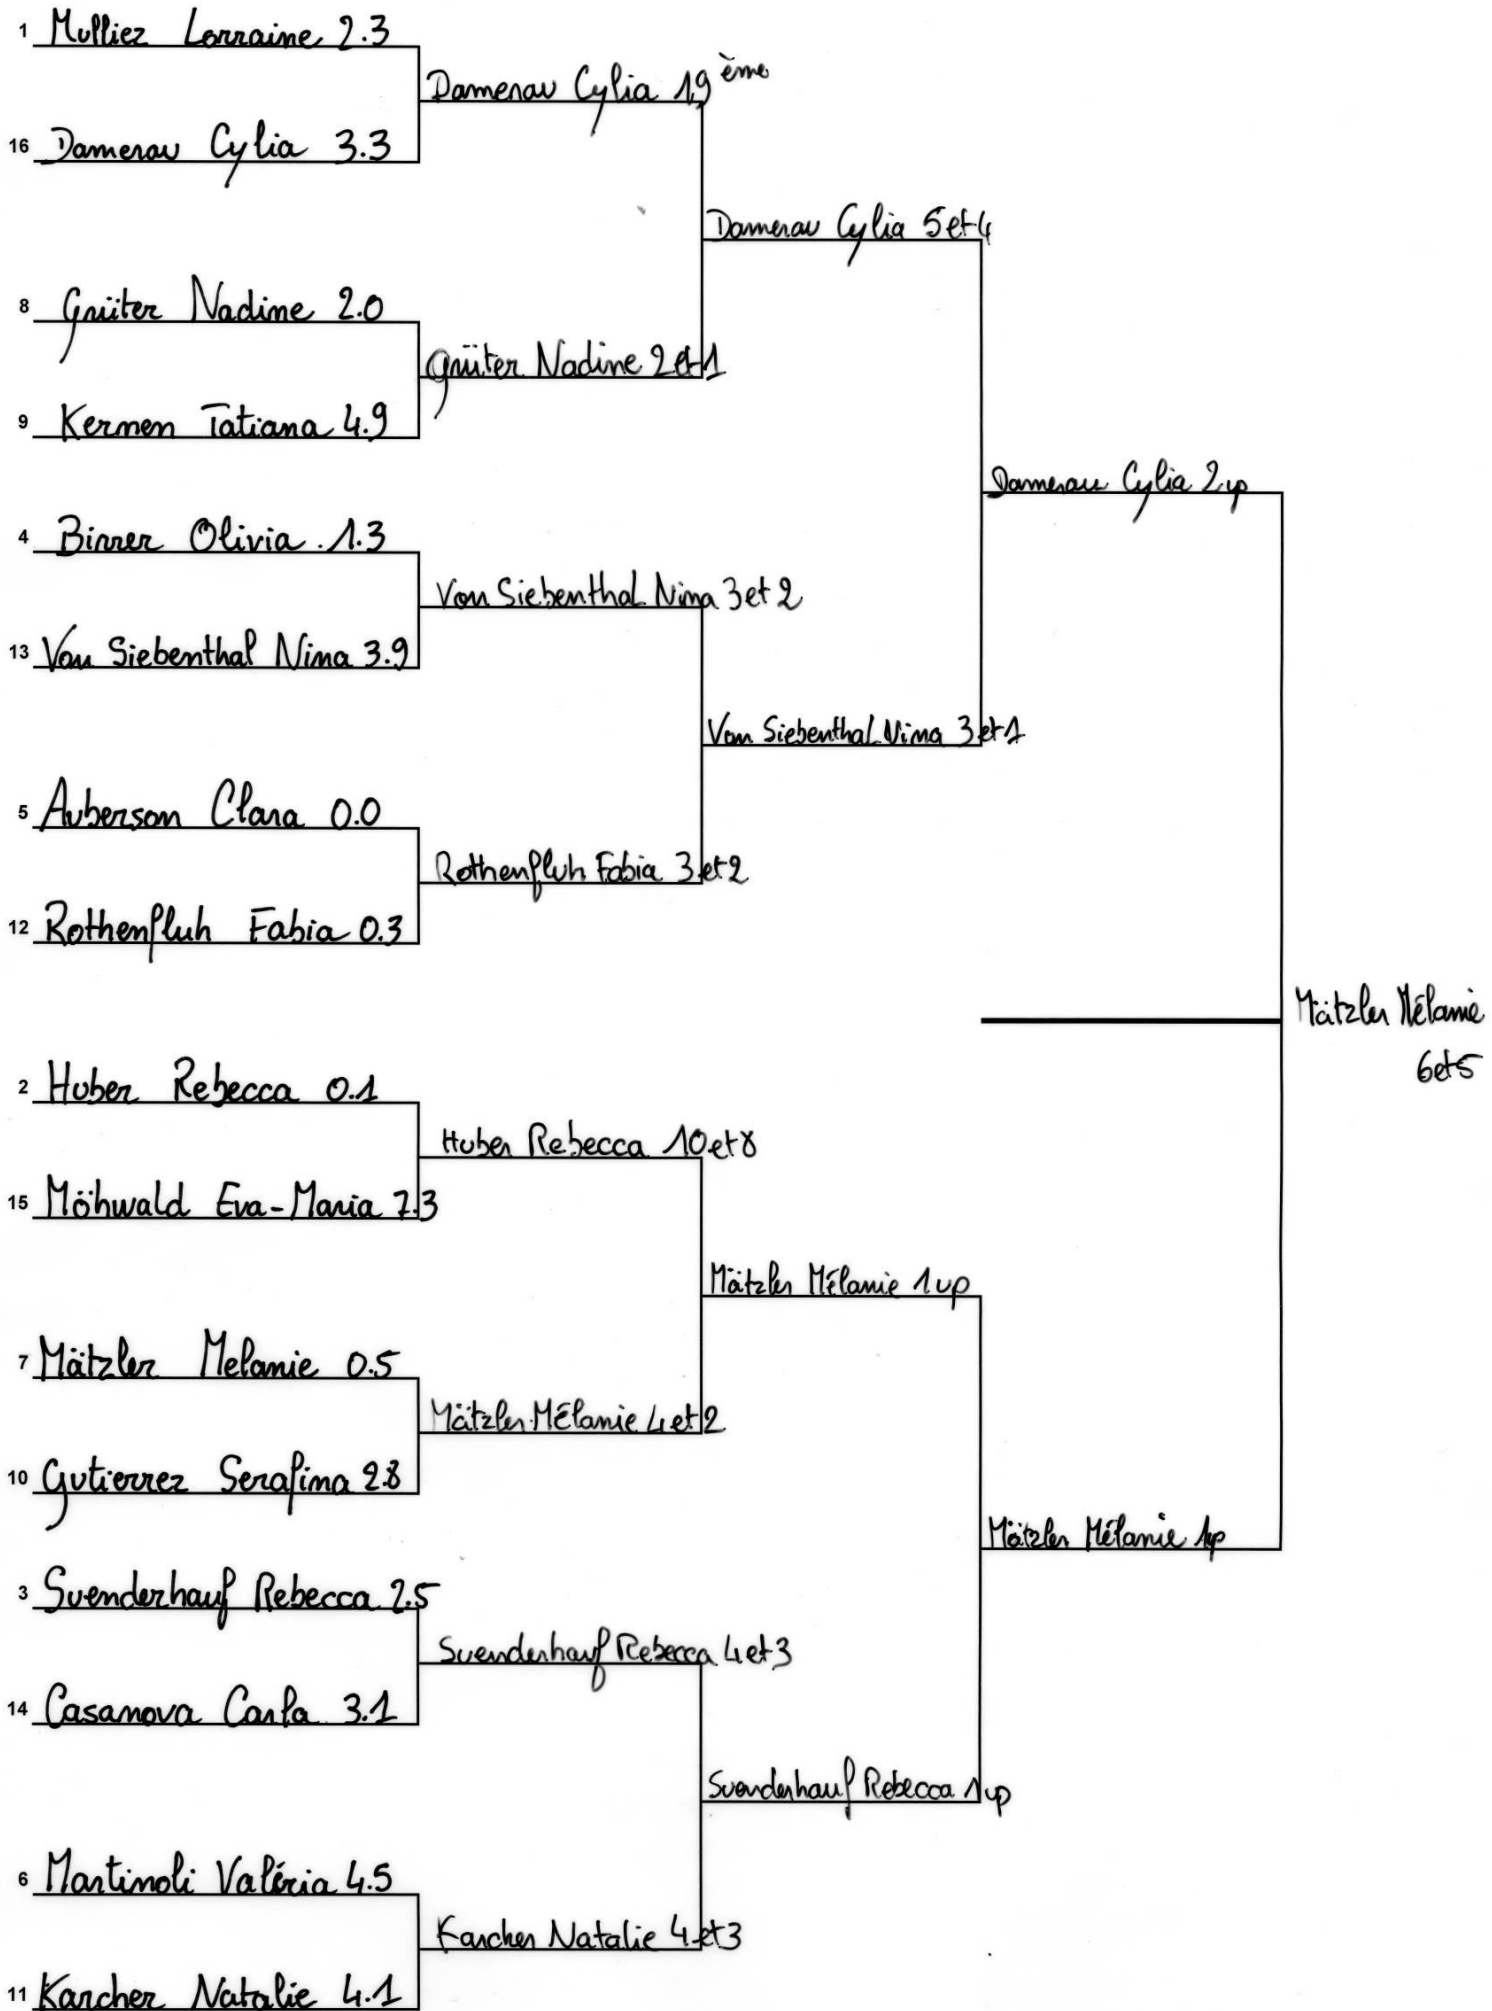 1 Mulliez Lorraine 2.3
Damerau Cylia 19ème
16 Damerau Cylia 3.3
Damerau Cylia 5et4
8 Grüter Nadine 2.0
Grüter Nadine 2et1
9 Kernen Tatiana 4.9
Damerau Cylia 2up
4 Birrer Olivia 1.3
Von Siebenthal Nina 3et 2
13 Von Siebenthal Nina 3.9
Von Siebenthal Nina 3et1
5 Auberson Clara 0.0
Rothenfluh Fabia 3et2
12 Rothenfluh Fabia 0.3
Mätzler Mélanie
6et5
2 Huber Rebecca 0.1
Huber Rebecca 10et8
15 Möhwald Eva-Maria 7.3
Mätzler Mélanie 1up
7 Mätzler Melanie 0.5
Mätzler Mélanie 4et2
10 Gutierrez Serafina 2.8
Mätzler Mélanie 1up
3 Suenderhauf Rebecca 2.5
Suenderhauf Rebecca 4et3
14 Casanova Carla 3.1
Suenderhauf Rebecca 1up
6 Martinoli Valéria 4.5
Karcher Natalie 4et3
11 Karcher Natalie 4.1